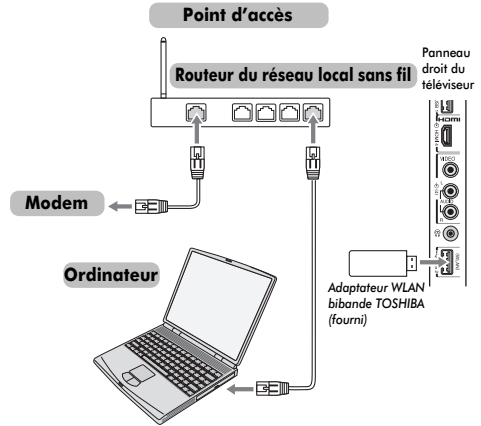 Point d'accès
Routeur du réseau local sans fil
Panneau
droit du
téléviseur
HDMI
VIDEO
L
AUDIO
R
Modem
Ordinateur
Adaptateur WLAN
bibande TOSHIBA
(fourni)